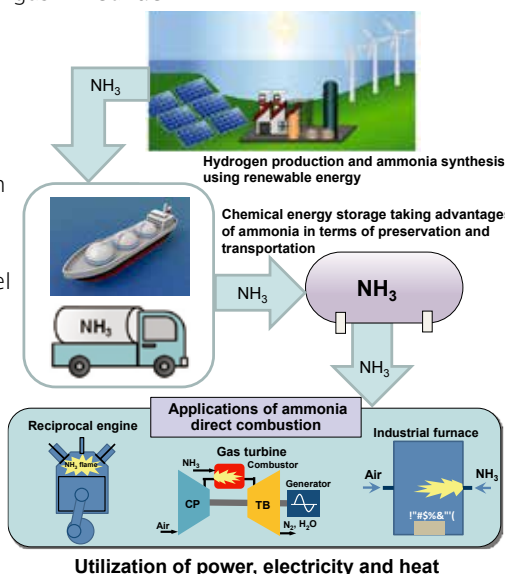 NH₃
Hydrogen production and ammonia synthesis
using renewable energy
Chemical energy storage taking advantages
of ammonia in terms of preservation and
transportation
NH₃
NH₃
NH₃
NH₃
Applications of ammonia
direct combustion
Reciprocal engine
NH₃ flame
Gas turbine
NH₃
Combustor
CP
TB
Generator
Air
N₂, H₂O
Industrial furnace
Air
NH₃
!"#$%&"'(
Utilization of power, electricity and heat